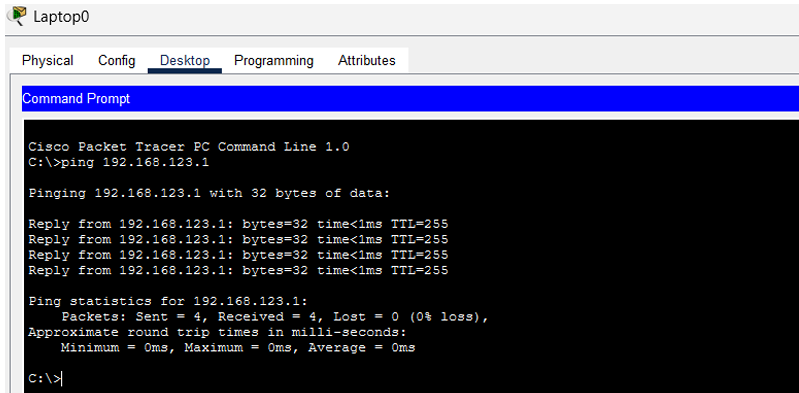 Laptop0
Physical Config Desktop Programming Attributes
Command Prompt
Cisco Packet Tracer PC Command Line 1.0
C:\>ping 192.168.123.1
Pinging 192.168.123.1 with 32 bytes of data:
Reply from 192.168.123.1: bytes=32 time<1ms TTL=255
Reply from 192.168.123.1: bytes=32 time<1ms TTL=255
Reply from 192.168.123.1: bytes=32 time<1ms TTL=255
Reply from 192.168.123.1: bytes=32 time<1ms TTL=255
Ping statistics for 192.168.123.1:
Packets: Sent = 4, Received = 4, Lost = 0 (0% loss),
Approximate round trip times in milli-seconds:
Minimum = 0ms, Maximum = 0ms, Average = 0ms
C:\>